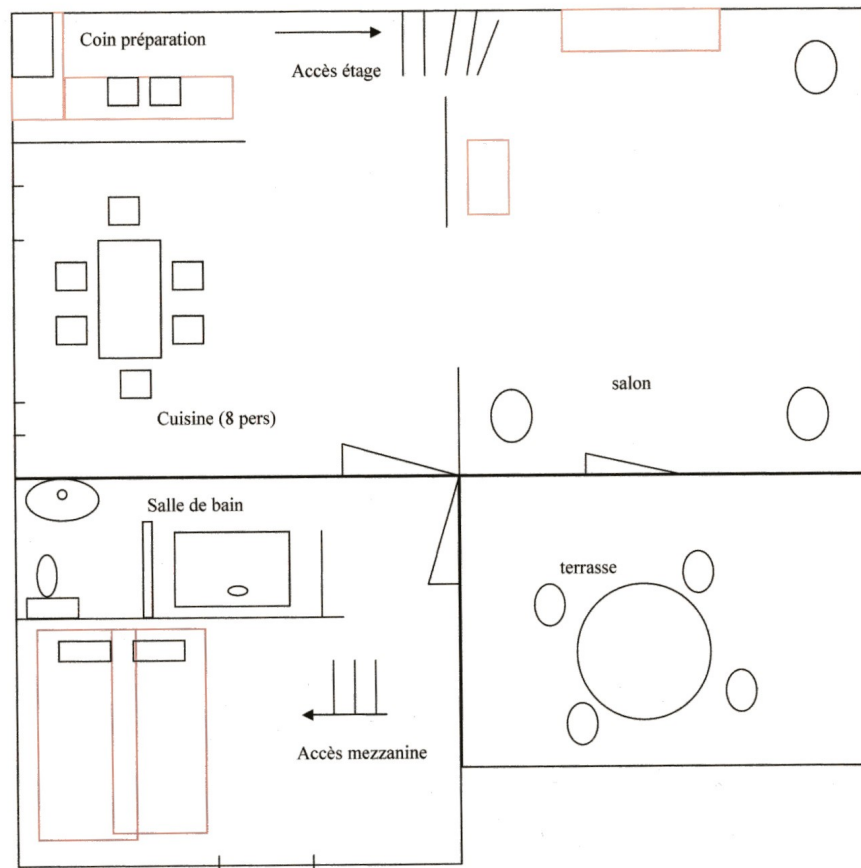 Coin préparation
Accès étage
salon
Cuisine (8 pers)
Salle de bain
terrasse
Accès mezzanine